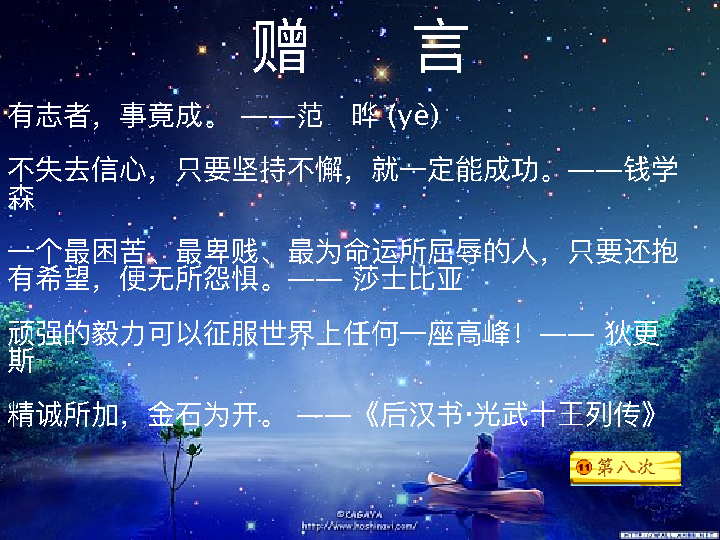 赠 言
有志者，事竟成。 ——范 晔 (yè)
不失去信心，只要坚持不懈，就一定能成功。——钱学
森
一个最困苦、最卑贱、最为命运所屈辱的人，只要还抱
有希望，便无所怨惧。—— 莎士比亚
顽强的毅力可以征服世界上任何一座高峰！—— 狄更
斯
精诚所加，金石为开。 ——《后汉书·光武十王列传》
11 第八次
©KAGAYA
http://www.kagayastudio.com/